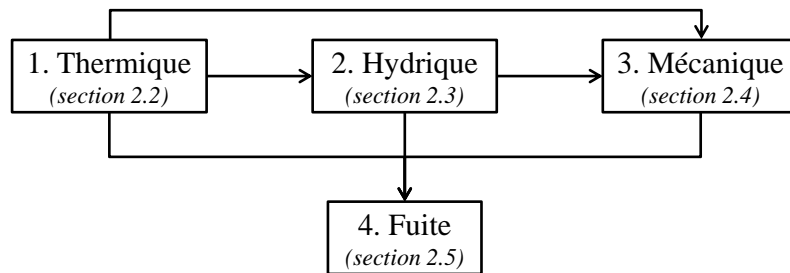 1. Thermique
(section 2.2)
2. Hydrique
(section 2.3)
3. Mécanique
(section 2.4)
4. Fuite
(section 2.5)